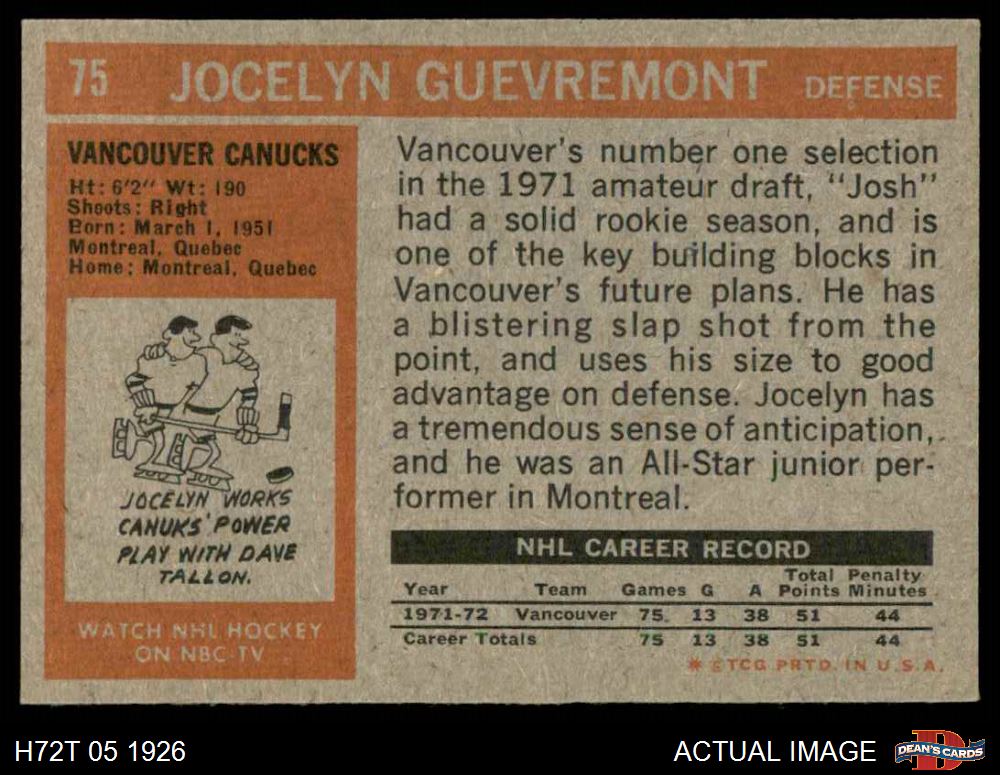 75 JOCELYN GUEVREMONT DEFENSE
VANCOUVER CANUCKS
Ht: 6'2" Wt: 190
Shoots: Right
Born: March 1, 1951
Montreal, Quebec
Home: Montreal, Quebec
JOCELYN WORKS
CANUKS' POWER
PLAY WITH DAVE
TALLON.
WATCH NHL HOCKEY
ON NBC-TV
Vancouver's number one selection
in the 1971 amateur draft, "Josh"
had a solid rookie season, and is
one of the key building blocks in
Vancouver's future plans. He has
a blistering slap shot from the
point, and uses his size to good
advantage on defense. Jocelyn has
a tremendous sense of anticipation,
and he was an All-Star junior per-
former in Montreal.
NHL CAREER RECORD
Year Team Games G A Total Points Penalty Minutes
1971-72 Vancouver 75 13 38 51 44
Career Totals 75 13 38 51 44
* ©TCG PRTD. IN U.S.A.
H72T 05 1926 ACTUAL IMAGE DEAN'S CARDS